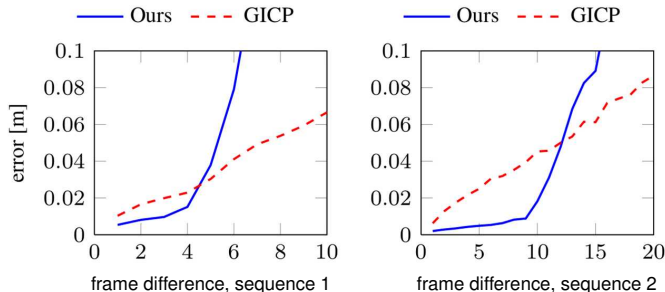 Ours GICP
Ours GICP
error [m]
0.1
0.08
0.06
0.04
0.02
0
0 2 4 6 8 10
frame difference, sequence 1
0.1
0.08
0.06
0.04
0.02
0
0 5 10 15 20
frame difference, sequence 2